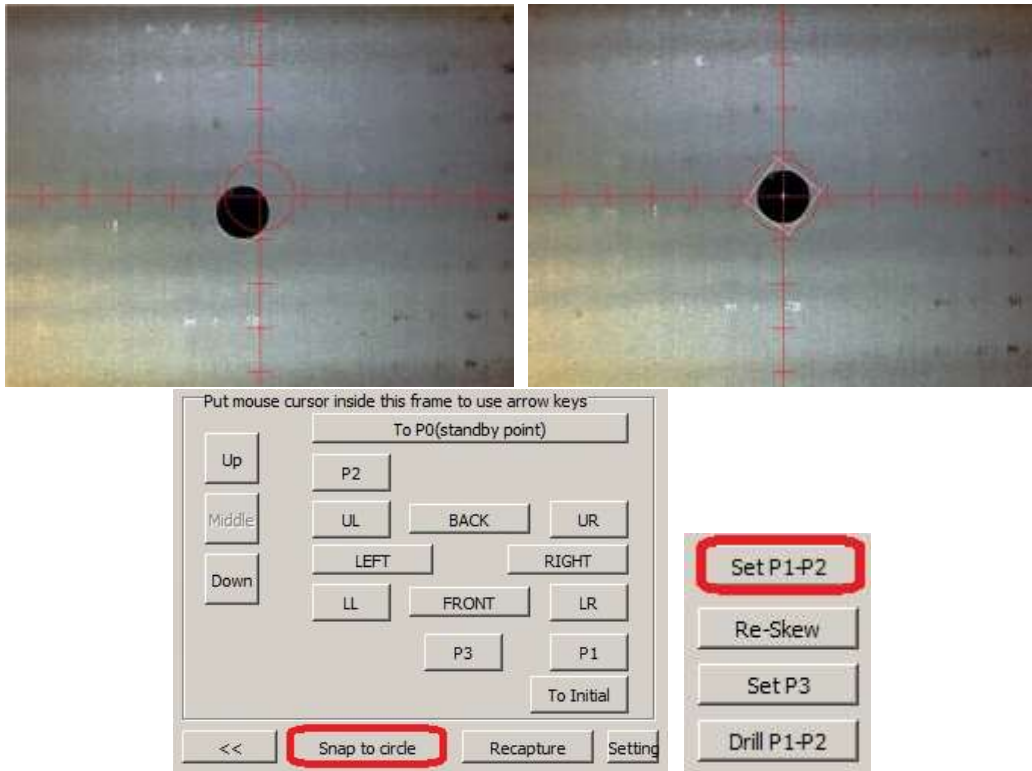 Put mouse cursor inside this frame to use arrow keys
To P0(standby point)
Up
P2
Middle
UL
BACK
UR
LEFT
RIGHT
Down
LL
FRONT
LR
P3
P1
To Initial
<<
Snap to circle
Recapture
Setting
Set P1-P2
Re-Skew
Set P3
Drill P1-P2